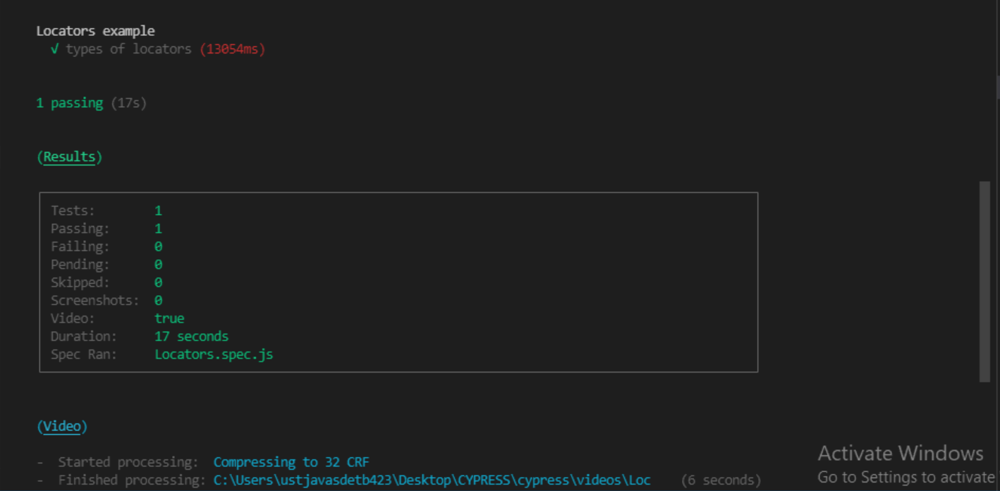 Locators example
√ types of locators (13054ms)
1 passing (17s)
(Results)
Tests: 1
Passing: 1
Failing: 0
Pending: 0
Skipped: 0
Screenshots: 0
Video: true
Duration: 17 seconds
Spec Ran: Locators.spec.js
(Video)
- Started processing: Compressing to 32 CRF
- Finished processing: C:\Users\ustjavasdetb423\Desktop\CYPRESS\cypress\videos\Loc (6 seconds)
Activate Windows
Go to Settings to activate